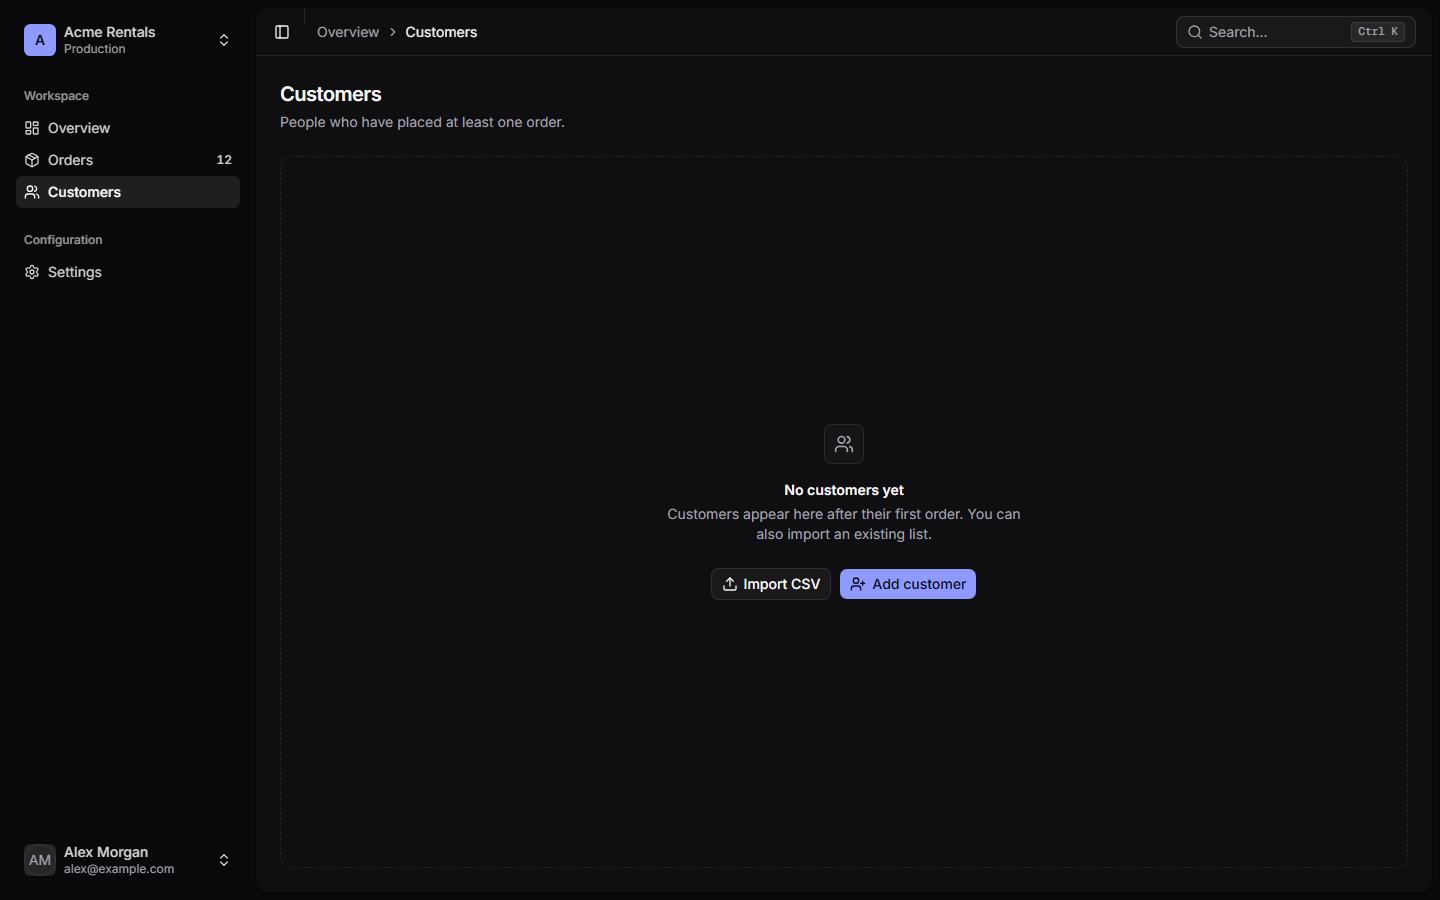 A
Acme Rentals
Production
Workspace
Overview
Orders 12
Customers
Configuration
Settings
AM
Alex Morgan
alex@example.com
Overview > Customers
Search... Ctrl K
Customers
People who have placed at least one order.
No customers yet
Customers appear here after their first order. You can
also import an existing list.
Import CSV Add customer